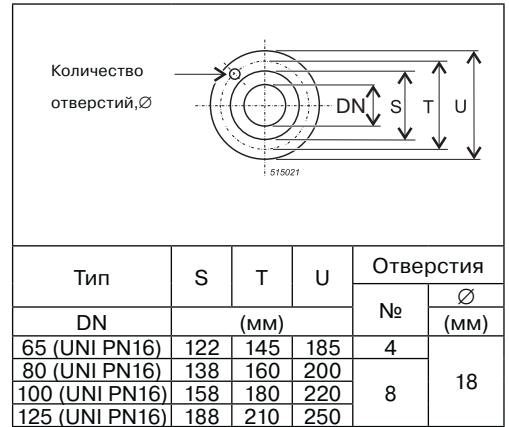 Количество
отверстий,∅
DN S T U
515021
Тип S T U Отверстия
№ ∅
DN (мм) (мм)
65 (UNI PN16) 122 145 185 4
80 (UNI PN16) 138 160 200
100 (UNI PN16) 158 180 220 8 18
125 (UNI PN16) 188 210 250